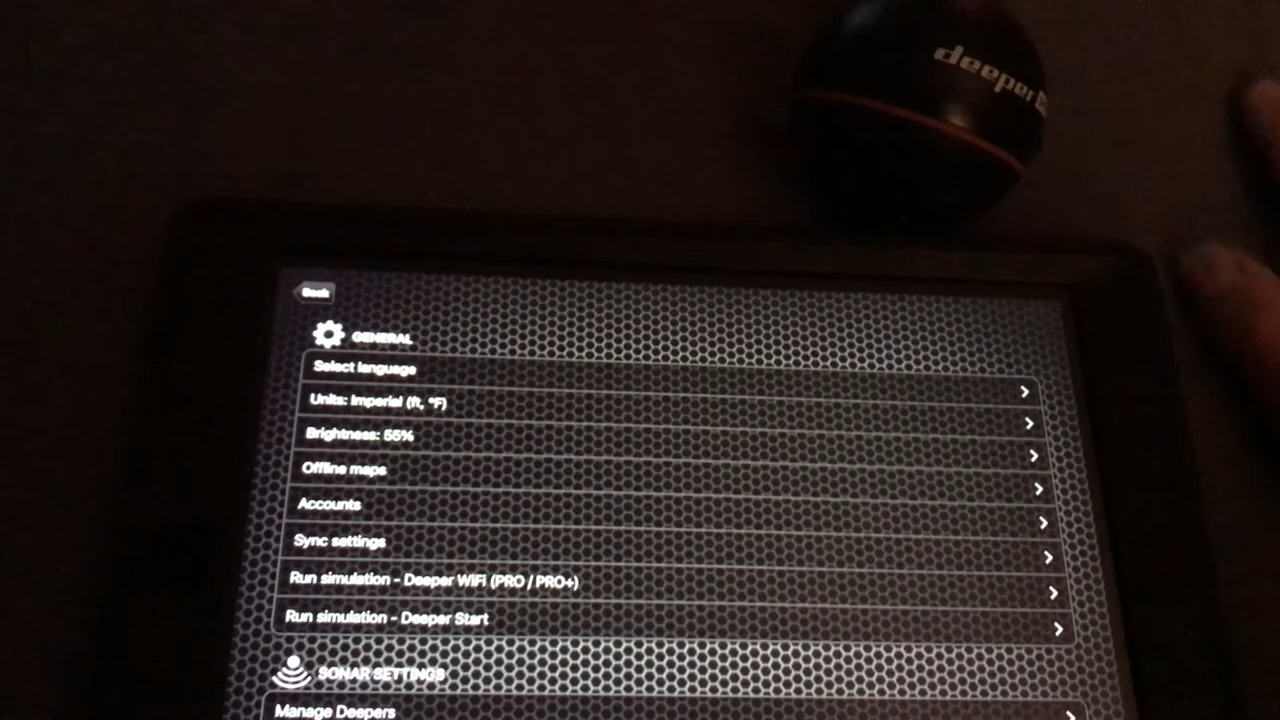 deeper
Back
GENERAL
Select language
Units: Imperial (ft, °F)
Brightness: 55%
Offline maps
Accounts
Sync settings
Run simulation - Deeper WiFi (PRO / PRO+)
Run simulation - Deeper Start
SONAR SETTINGS
Manage Deepers